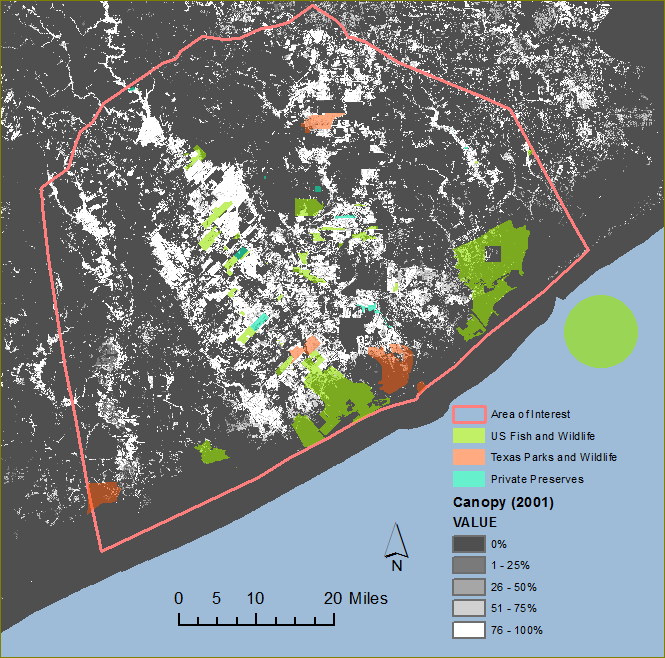 Area of Interest
US Fish and Wildlife
Texas Parks and Wildlife
Private Preserves
Canopy (2001)
VALUE
0%
1 - 25%
26 - 50%
51 - 75%
76 - 100%
N
0 5 10 20 Miles